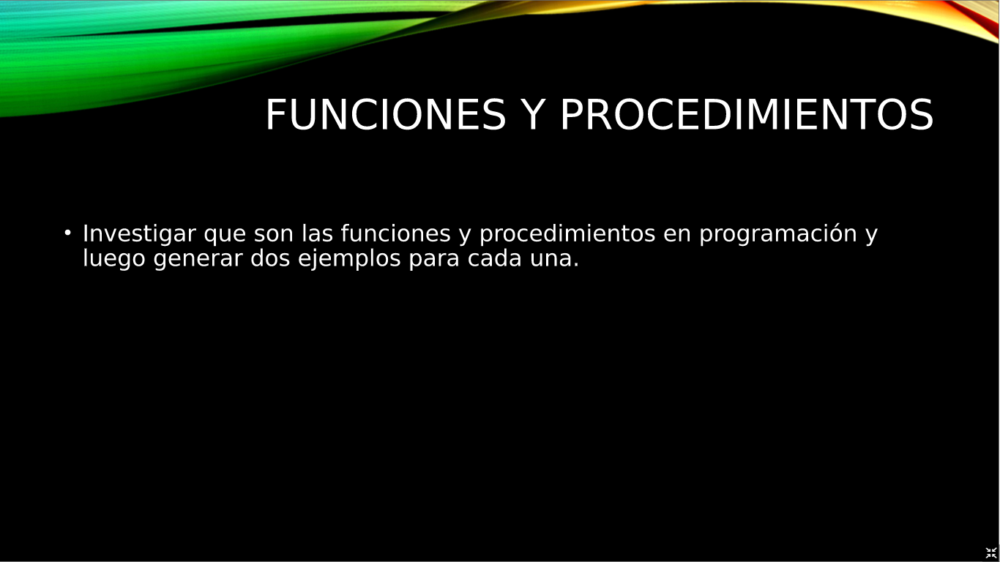 FUNCIONES Y PROCEDIMIENTOS
• Investigar que son las funciones y procedimientos en programación y
luego generar dos ejemplos para cada una.